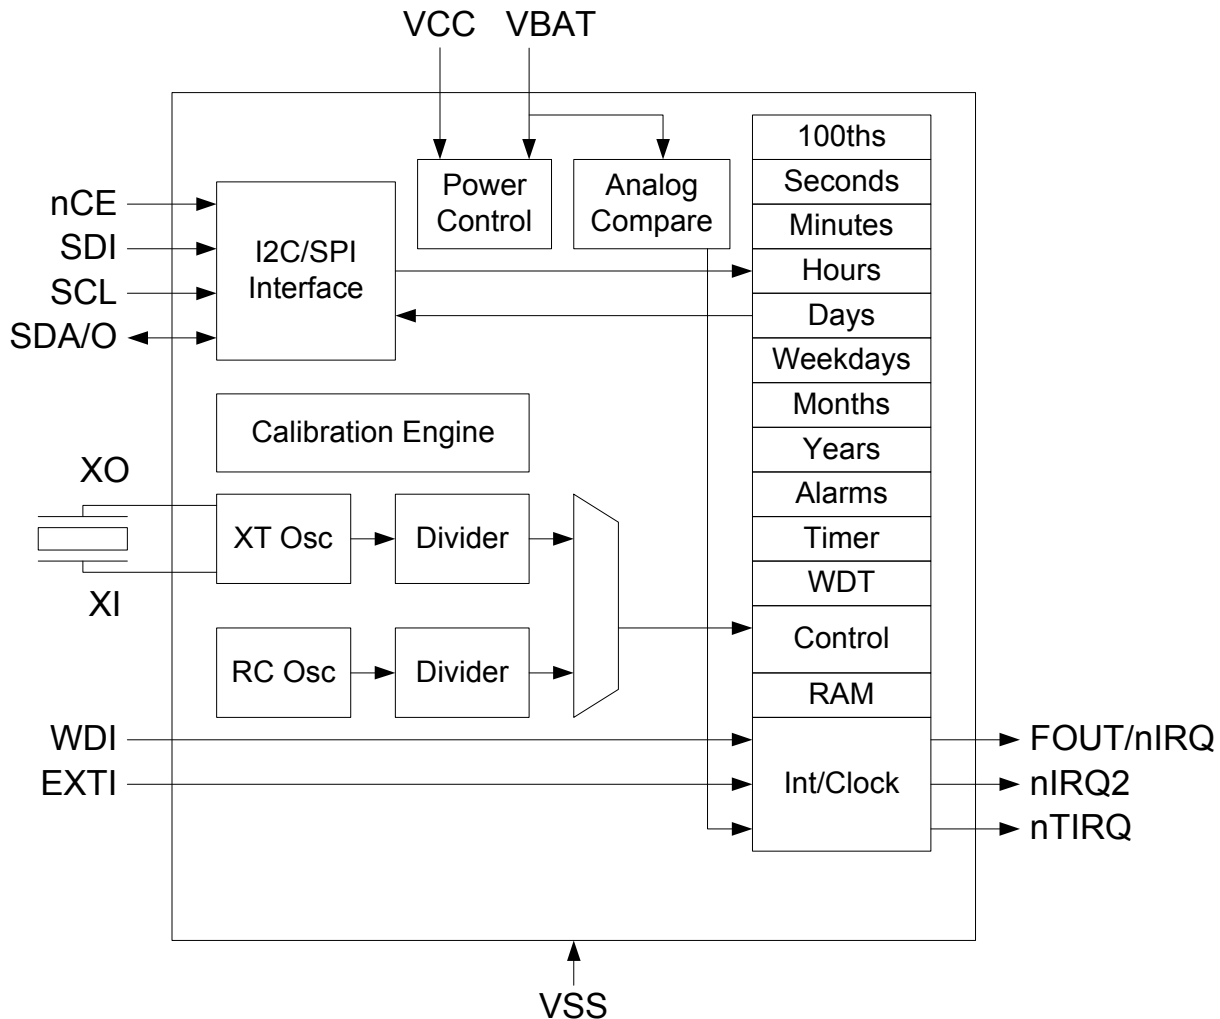 VCC VBAT
nCE
SDI
SCL
SDA/O
I2C/SPI
Interface
Power
Control
Analog
Compare
100ths
Seconds
Minutes
Hours
Days
Weekdays
Months
Years
Alarms
Timer
WDT
Control
RAM
Int/Clock
Calibration Engine
XO
XI
XT Osc
Divider
RC Osc
Divider
WDI
EXTI
FOUT/nIRQ
nIRQ2
nTIRQ
VSS